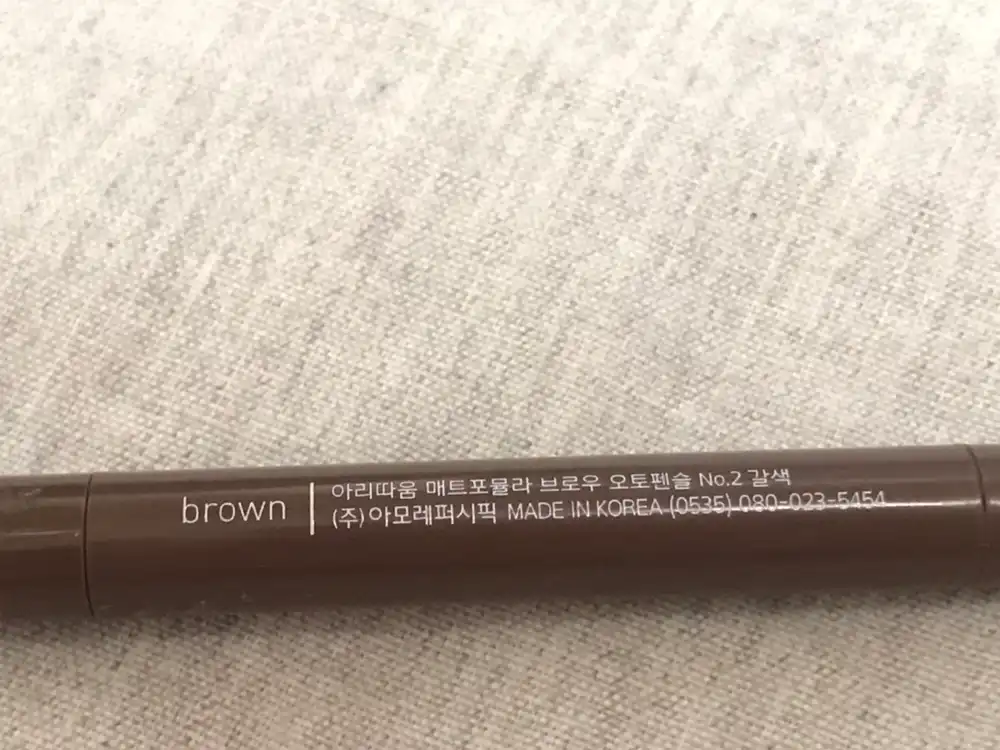 brown
아리따움 매트포뮬라 브로우 오토펜슬 No.2 갈색
(주)아모레퍼시픽 MADE IN KOREA (0535) 080-023-5454